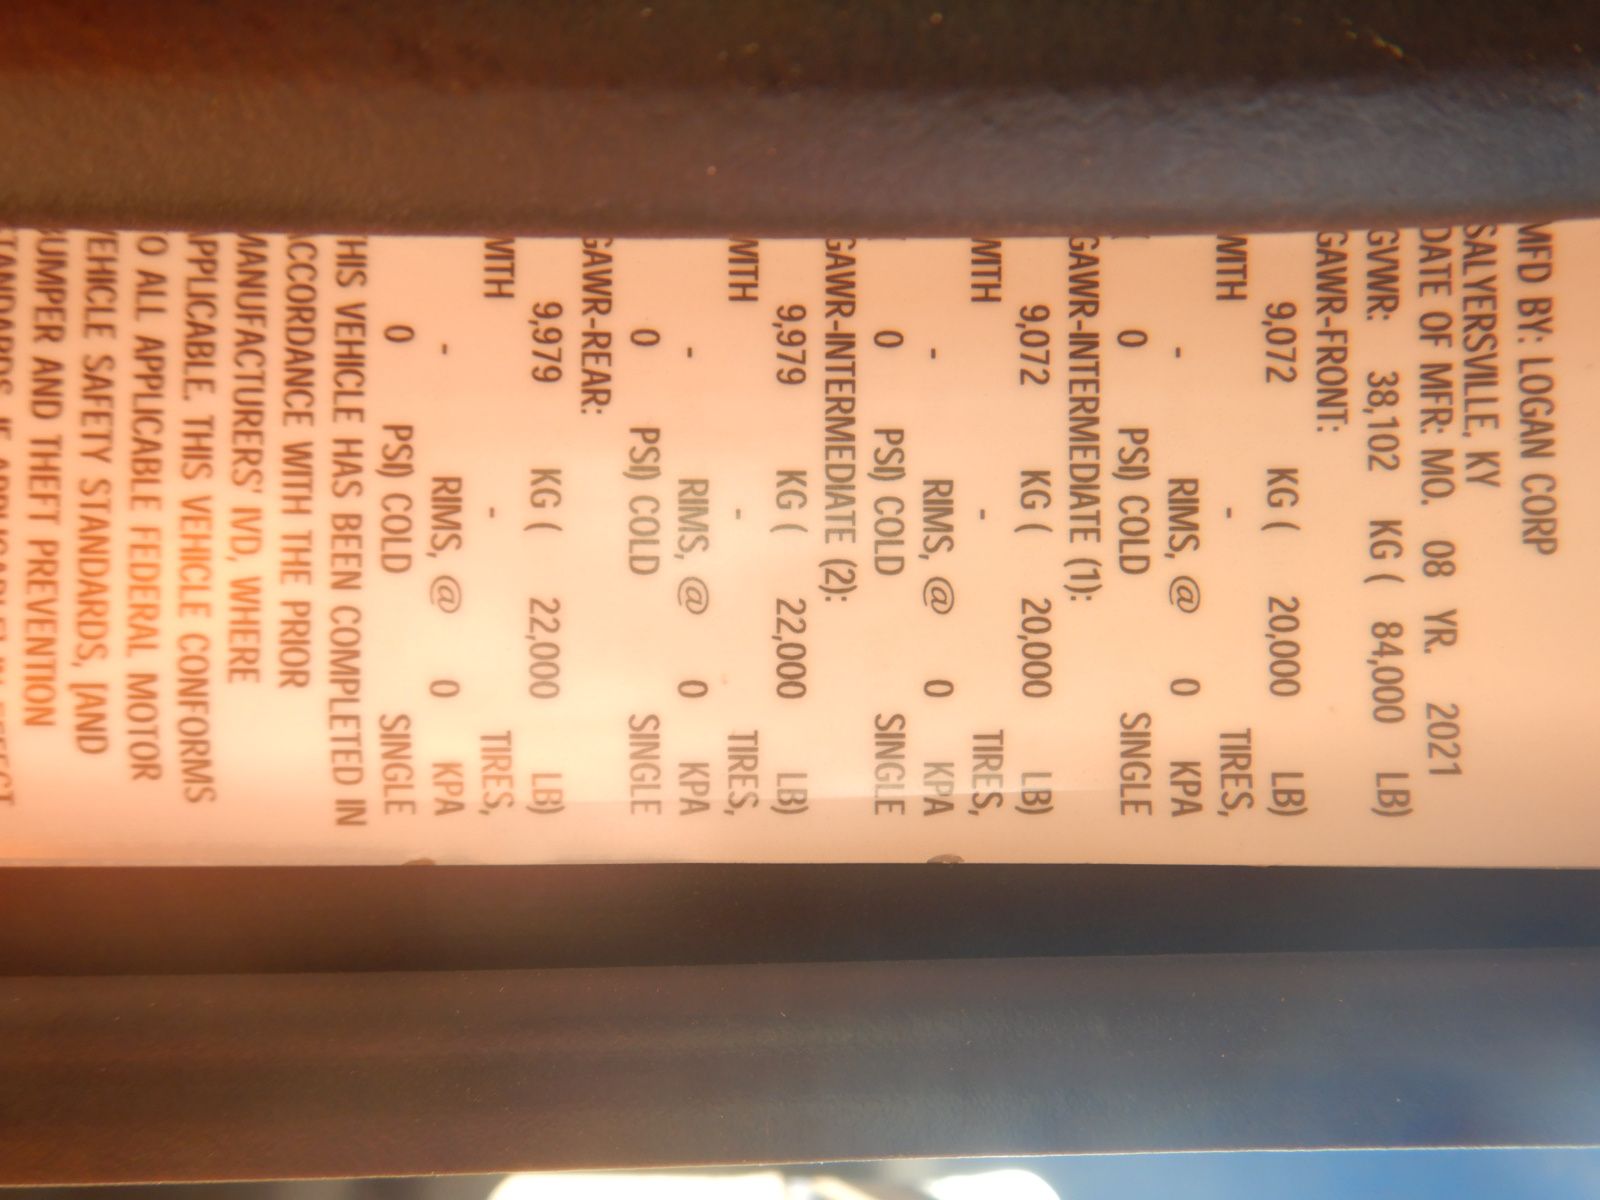 MFD BY: LOGAN CORP
SALYERSVILLE, KY
DATE OF MFR: MO. 08 YR. 2021
GVWR: 38,102 KG ( 84,000 LB)
GAWR-FRONT:
9,072 KG ( 20,000 LB)
WITH - TIRES,
- RIMS, @ 0 KPA
0 PSI) COLD SINGLE
GAWR-INTERMEDIATE (1):
9,072 KG ( 20,000 LB)
WITH - TIRES,
- RIMS, @ 0 KPA
0 PSI) COLD SINGLE
GAWR-INTERMEDIATE (2):
9,979 KG ( 22,000 LB)
WITH - TIRES,
- RIMS, @ 0 KPA
0 PSI) COLD SINGLE
GAWR-REAR:
9,979 KG ( 22,000 LB)
WITH - TIRES,
- RIMS, @ 0 KPA
0 PSI) COLD SINGLE
HIS VEHICLE HAS BEEN COMPLETED IN
CCORDANCE WITH THE PRIOR
MANUFACTURERS' IVD, WHERE
PPLICABLE. THIS VEHICLE CONFORMS
O ALL APPLICABLE FEDERAL MOTOR
EHICLE SAFETY STANDARDS, [AND
UMPER AND THEFT PREVENTION